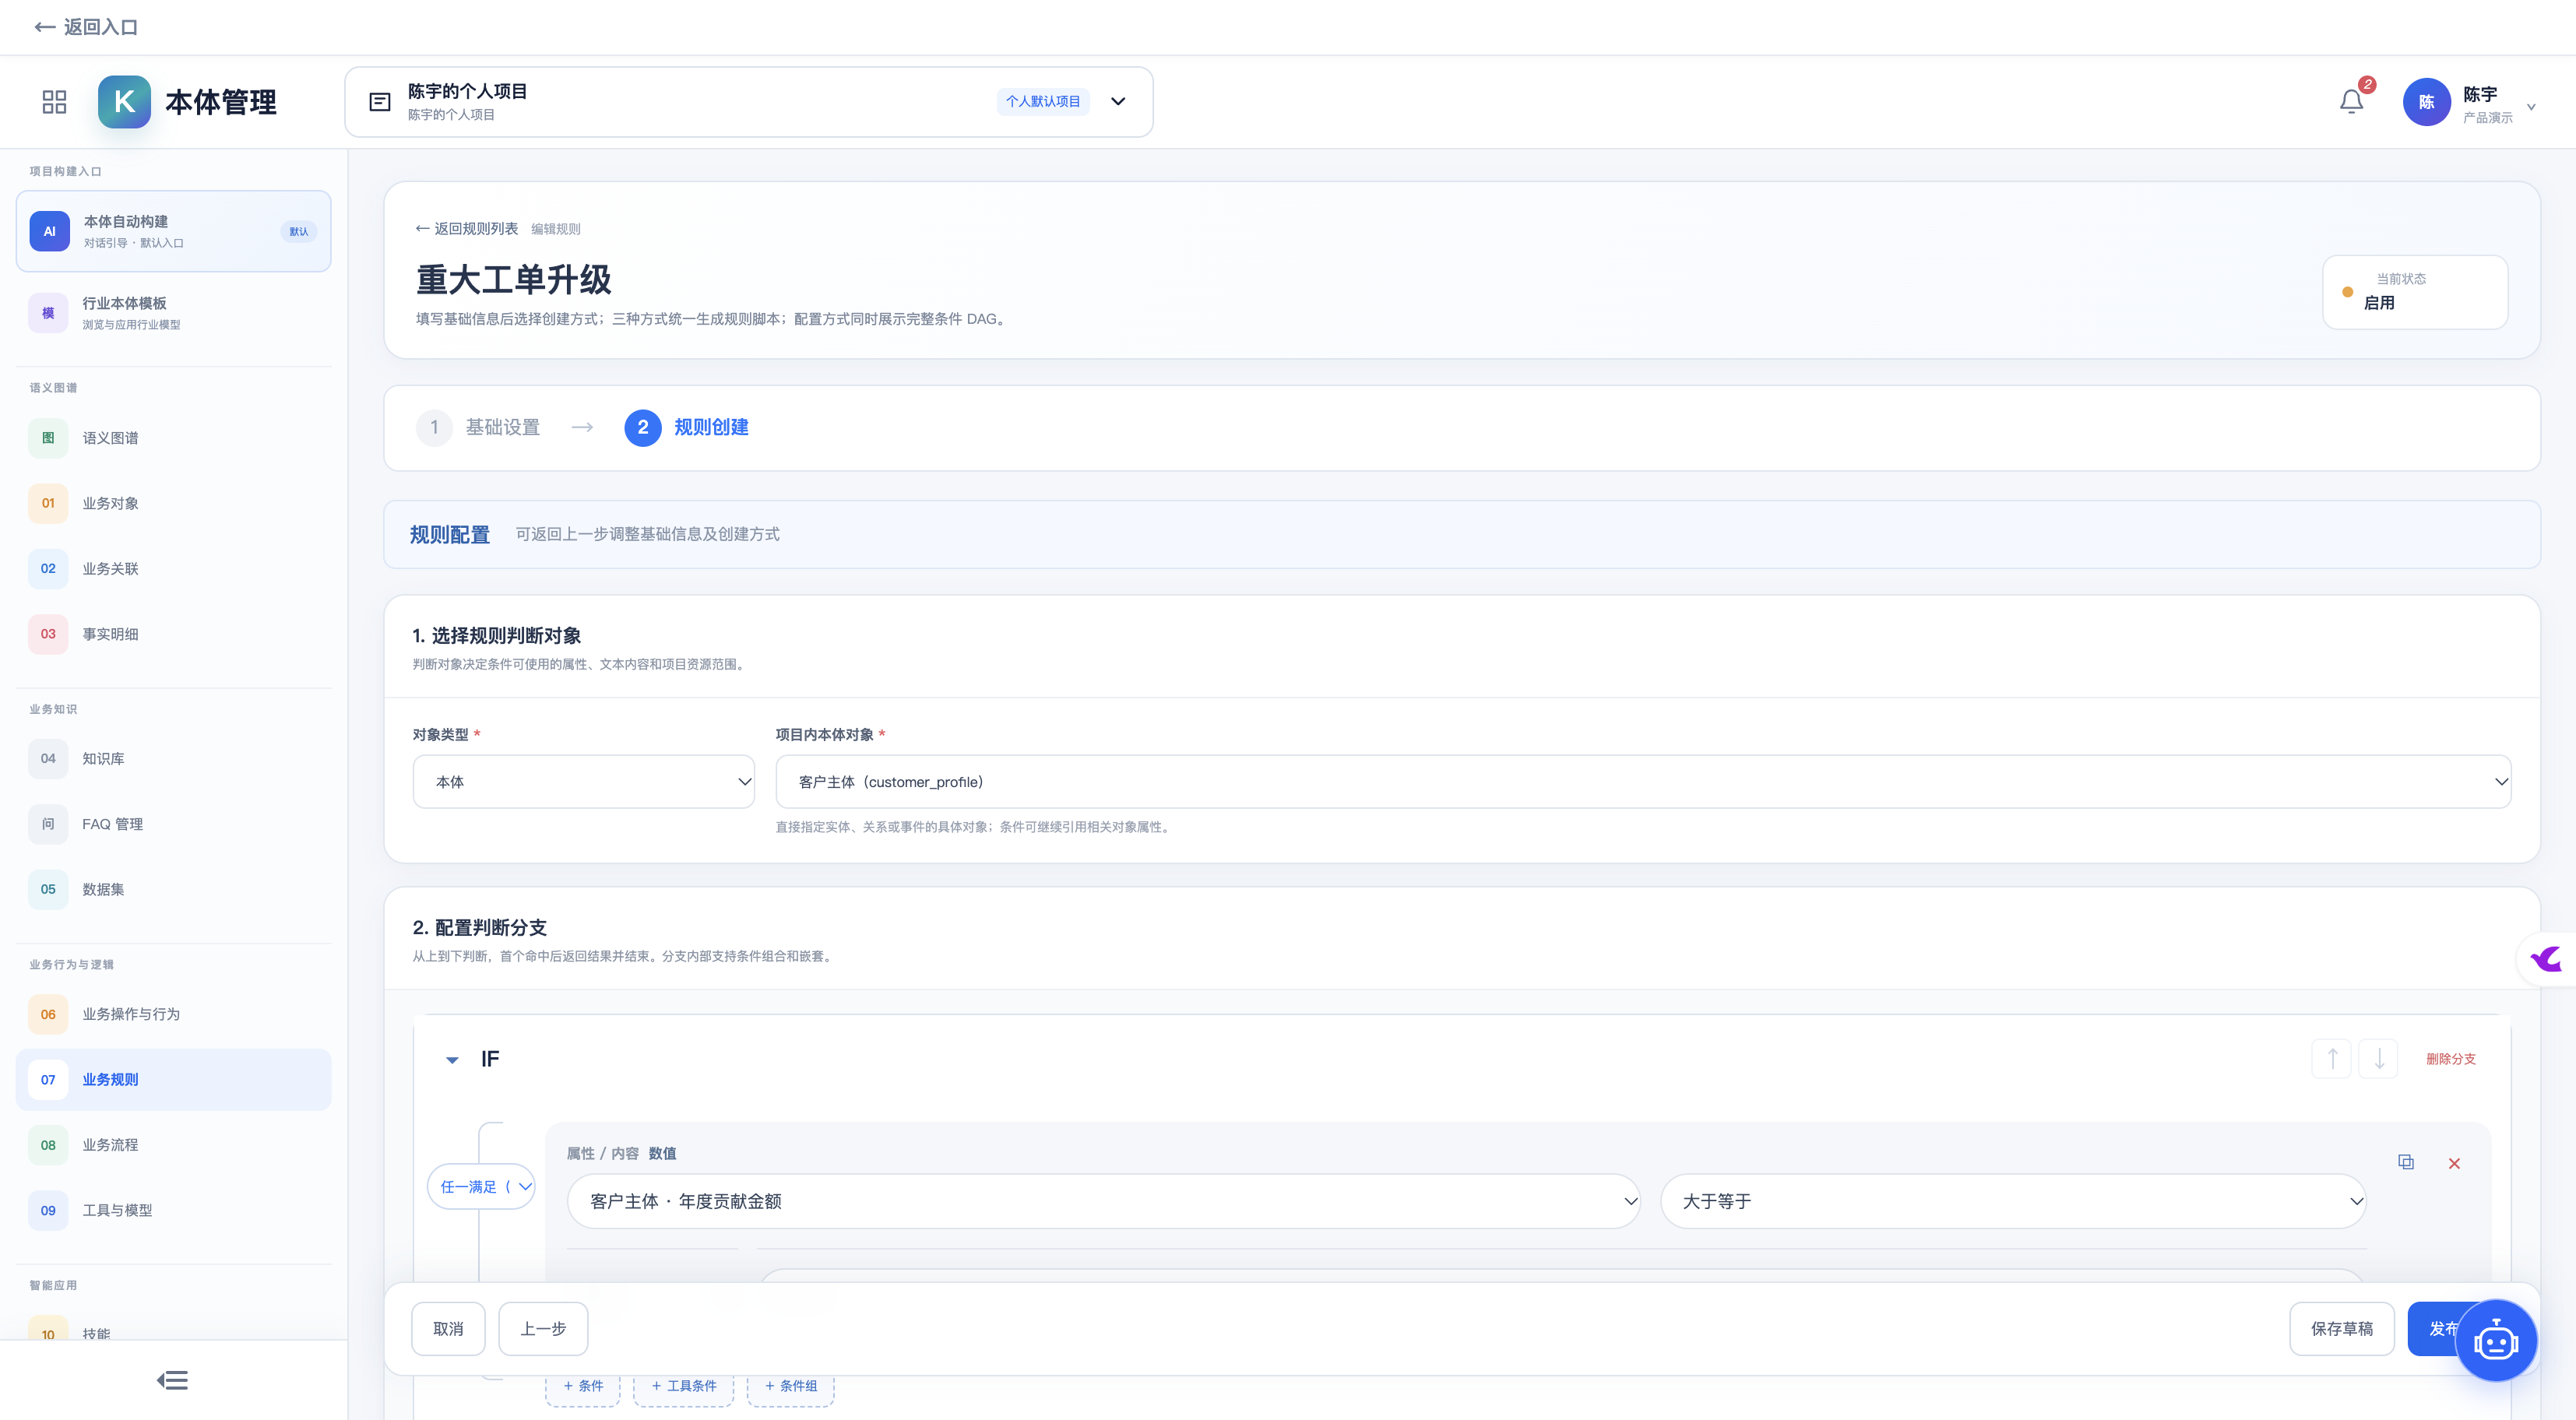 ← 返回入口
K 本体管理
陈宇的个人项目
陈宇的个人项目
个人默认项目
2
陈
陈宇
产品演示
项目构建入口
AI
本体自动构建
对话引导 · 默认入口
默认
模
行业本体模板
浏览与应用行业模型
语义图谱
图 语义图谱
01 业务对象
02 业务关联
03 事实明细
业务知识
04 知识库
问 FAQ 管理
05 数据集
业务行为与逻辑
06 业务操作与行为
07 业务规则
08 业务流程
09 工具与模型
智能应用
10 技能
← 返回规则列表 编辑规则
重大工单升级
填写基础信息后选择创建方式；三种方式统一生成规则脚本；配置方式同时展示完整条件 DAG。
当前状态
启用
1 基础设置 → 2 规则创建
规则配置 可返回上一步调整基础信息及创建方式
1. 选择规则判断对象
判断对象决定条件可使用的属性、文本内容和项目资源范围。
对象类型 * 项目内本体对象 *
本体 客户主体（customer_profile）
直接指定实体、关系或事件的具体对象；条件可继续引用相关对象属性。
2. 配置判断分支
从上到下判断，首个命中后返回结果并结束。分支内部支持条件组合和嵌套。
IF ↑ ↓ 删除分支
属性 / 内容 数值
任一满足（
客户主体 · 年度贡献金额 大于等于
取消 上一步 保存草稿 发布
+ 条件 + 工具条件 + 条件组